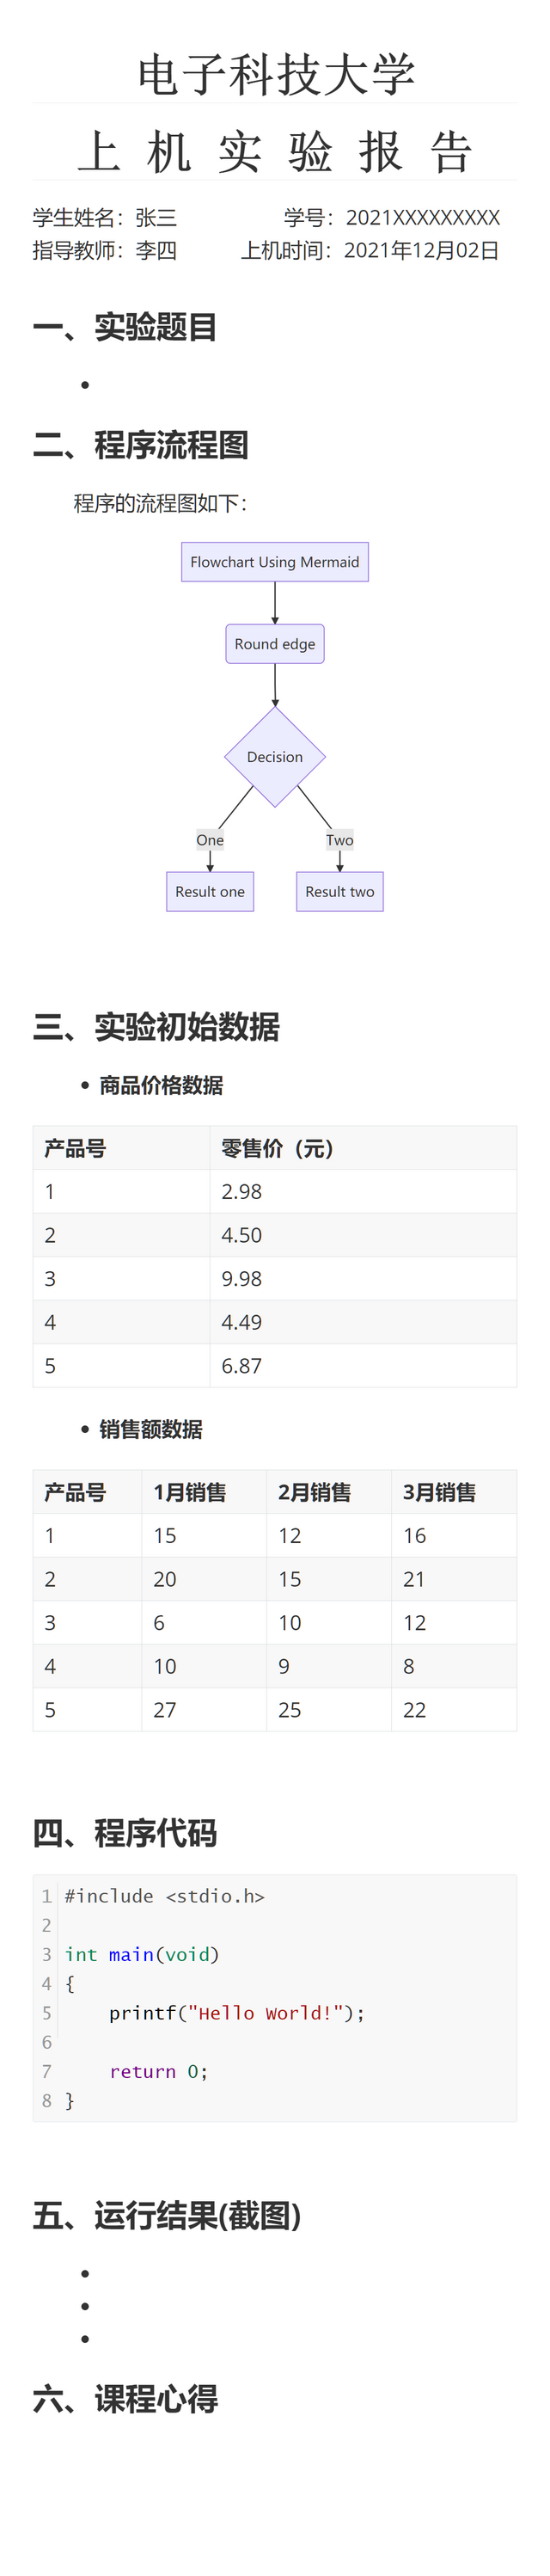 电子科技大学
上 机 实 验 报 告
学生姓名：张三 学号：2021XXXXXXXXX
指导教师：李四 上机时间：2021年12月02日
一、实验题目
•
二、程序流程图
程序的流程图如下：
Flowchart Using Mermaid
Round edge
Decision
One Two
Result one Result two
三、实验初始数据
• 商品价格数据
产品号 零售价（元）
1 2.98
2 4.50
3 9.98
4 4.49
5 6.87
• 销售额数据
产品号 1月销售 2月销售 3月销售
1 15 12 16
2 20 15 21
3 6 10 12
4 10 9 8
5 27 25 22
四、程序代码
1 #include <stdio.h>
2
3 int main(void)
4 {
5     printf("Hello World!");
6
7     return 0;
8 }
五、运行结果(截图)
•
•
•
六、课程心得